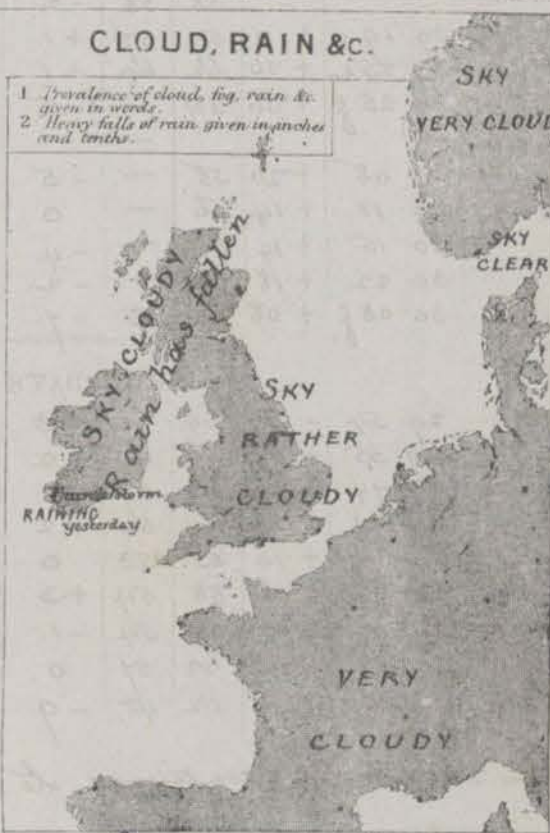 CLOUD, RAIN &c.
1 Prevalence of cloud, fog, rain &c.
given in words.
2 Heavy falls of rain given in inches
and tenths.
SKY
VERY CLOUD
SKY
CLEAR
SKY CLOUDY
Rain has fallen
SKY
RATHER
CLOUDY
Thunderstorm
RAINING
yesterday
VERY
CLOUDY